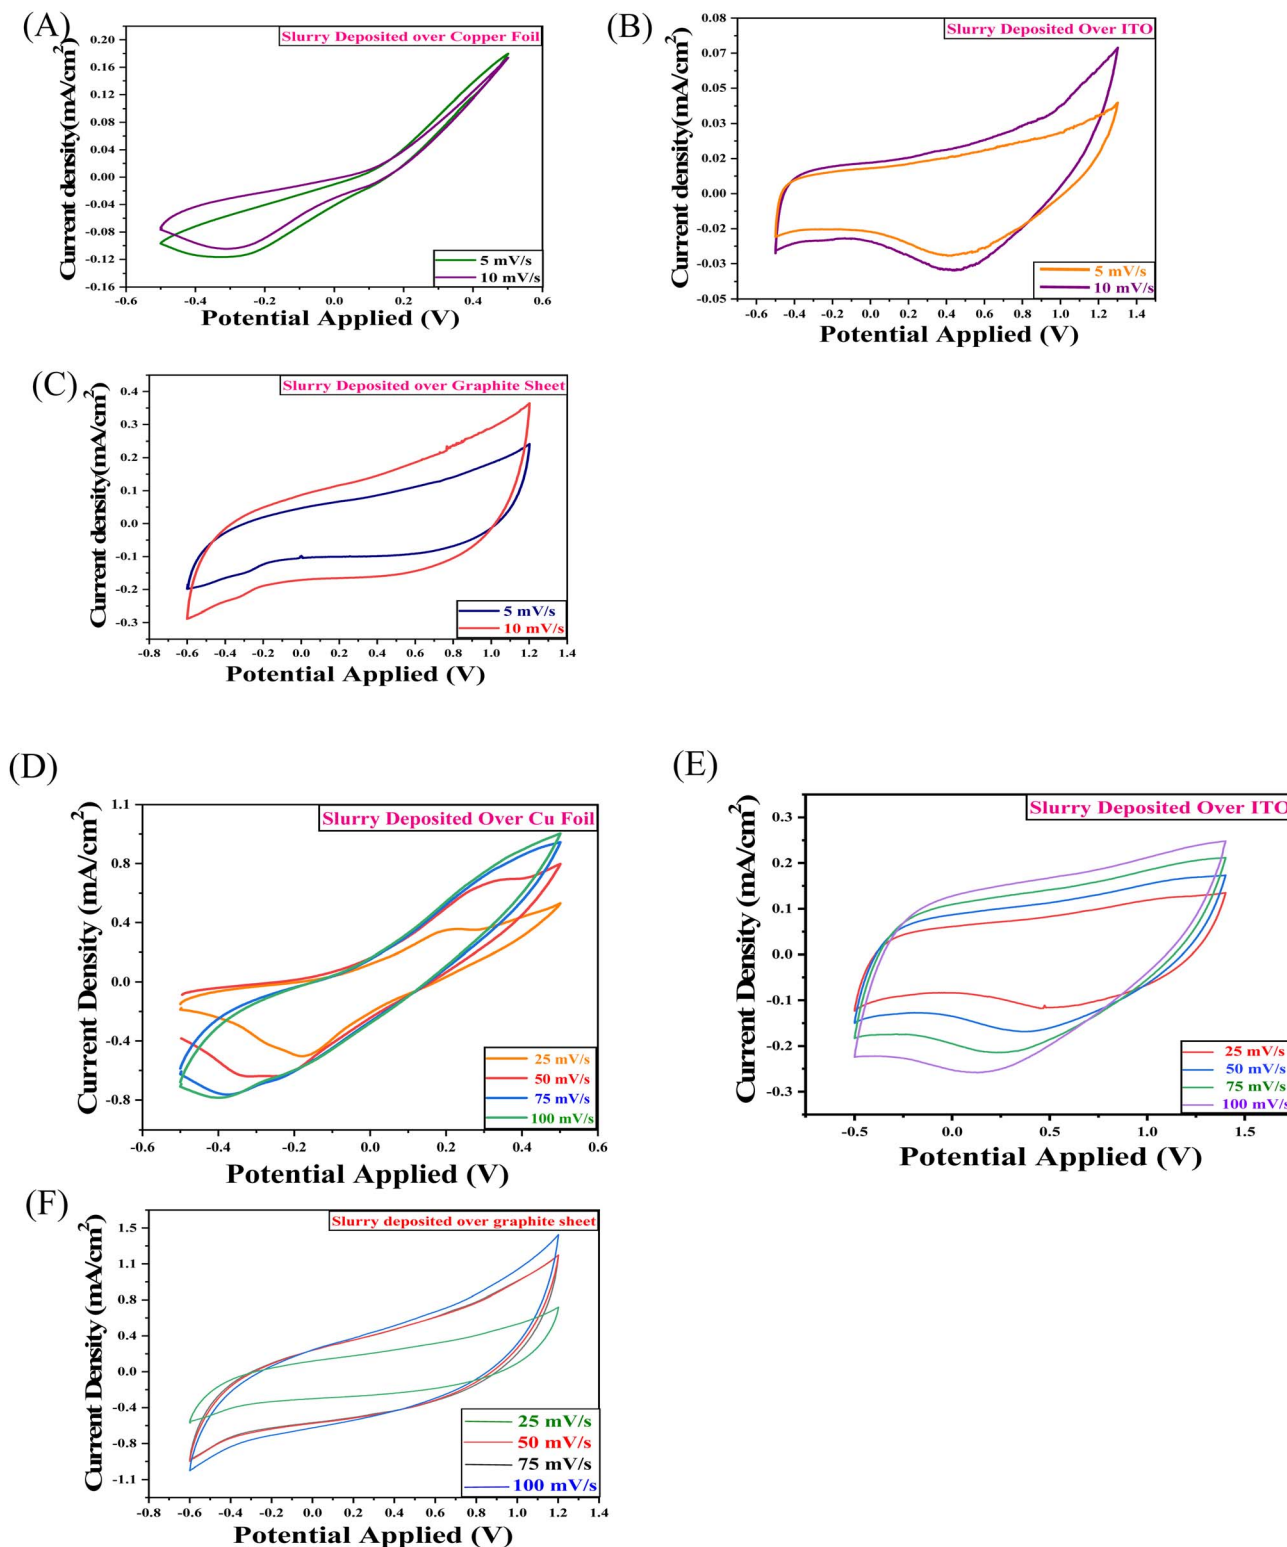 (A)
Slurry Deposited over Copper Foil
Current density(mA/cm²)
0.20
0.16
0.12
0.08
0.04
0.00
-0.04
-0.08
-0.12
-0.16
5 mV/s
10 mV/s
-0.6 -0.4 -0.2 0.0 0.2 0.4 0.6
Potential Applied (V)
(B)
Slurry Deposited Over ITO
Current density(mA/cm²)
0.08
0.07
0.05
0.03
0.02
0.00
-0.02
-0.03
-0.05
5 mV/s
10 mV/s
-0.6 -0.4 -0.2 0.0 0.2 0.4 0.6 0.8 1.0 1.2 1.4
Potential Applied (V)
(C)
Slurry Deposited over Graphite Sheet
Current density(mA/cm²)
0.4
0.3
0.2
0.1
0.0
-0.1
-0.2
-0.3
5 mV/s
10 mV/s
-0.8 -0.6 -0.4 -0.2 0.0 0.2 0.4 0.6 0.8 1.0 1.2 1.4
Potential Applied (V)
(D)
Slurry Deposited Over Cu Foil
Current Density (mA/cm²)
1.1
0.8
0.4
0.0
-0.4
-0.8
25 mV/s
50 mV/s
75 mV/s
100 mV/s
-0.6 -0.4 -0.2 0.0 0.2 0.4 0.6
Potential Applied (V)
(E)
Slurry Deposited Over ITO
Current Density (mA/cm²)
0.3
0.2
0.1
0.0
-0.1
-0.2
-0.3
25 mV/s
50 mV/s
75 mV/s
100 mV/s
-0.5 0.0 0.5 1.0 1.5
Potential Applied (V)
(F)
Slurry deposited over graphite sheet
Current Density (mA/cm²)
1.5
1.1
0.8
0.4
0.0
-0.4
-0.8
-1.1
25 mV/s
50 mV/s
75 mV/s
100 mV/s
-0.8 -0.6 -0.4 -0.2 0.0 0.2 0.4 0.6 0.8 1.0 1.2 1.4
Potential Applied (V)